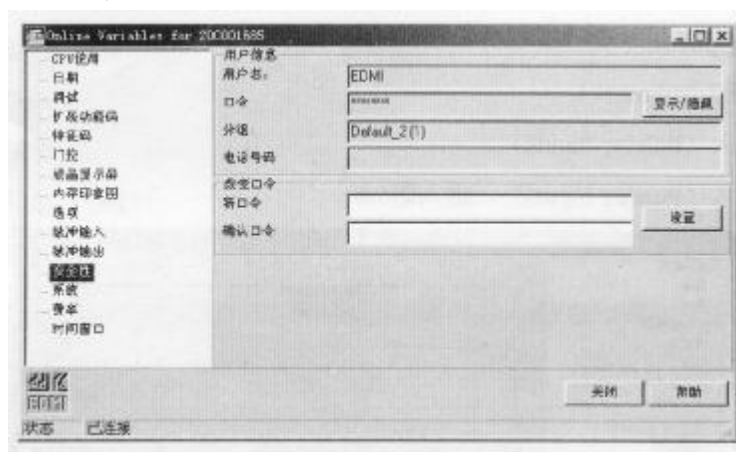 Online Variables for 200001685
CPU使用
日期
调试
扩展功能码
特征码
门控
液晶显示器
内存印象图
选项
脉冲输入
脉冲输出
安全性
系统
费率
时间窗口
用户信息
用户名:
EDMI
口令
********
显示/隐藏
分组
Default_2 (1)
电话号码
改变口令
新口令
设置
确认口令
EDMI
关闭
帮助
状态
已连接